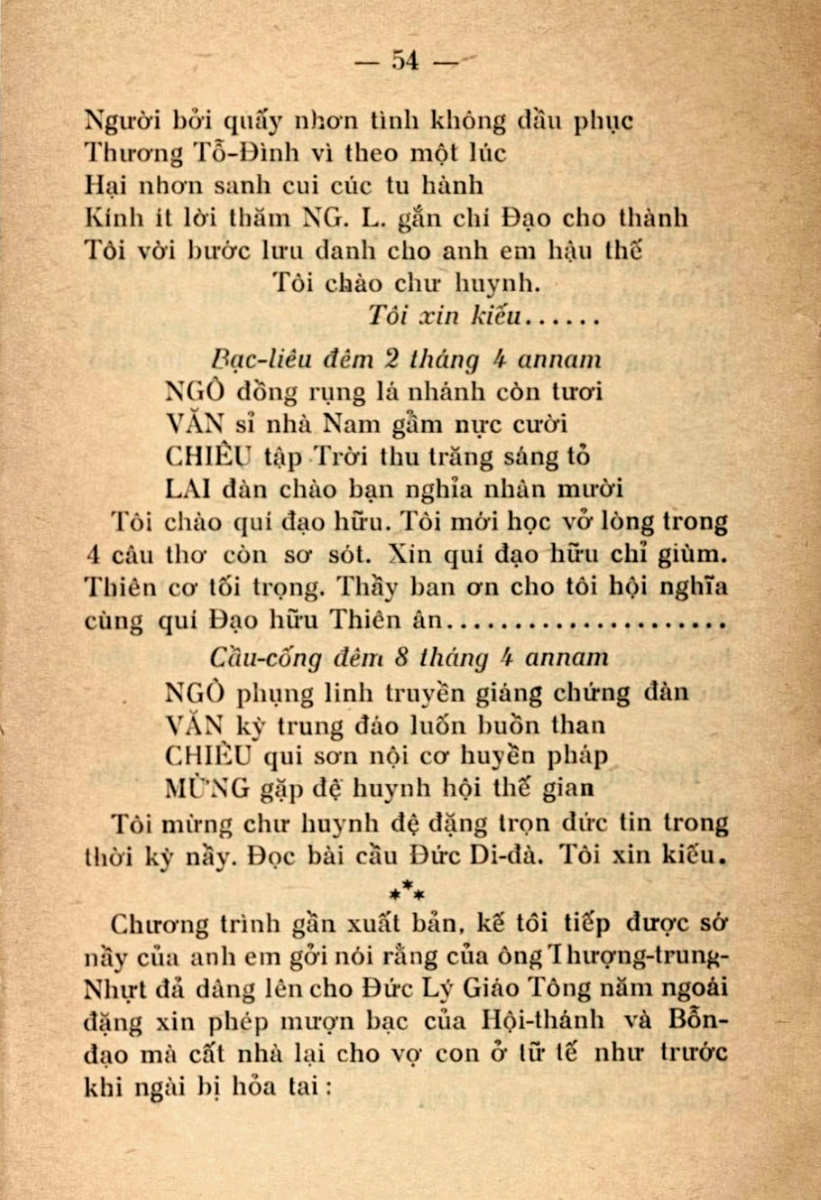 — 54 —
Người bởi quấy nhơn tình không dầu phục
Thương Tỗ-Đình vì theo một lúc
Hại nhơn sanh cui cúc tu hành
Kính ít lời thăm NG. L. gắn chí Đạo cho thành
Tôi vời bước lưu danh cho anh em hậu thế
Tôi chào chư huynh.
Tôi xin kiếu......
Bạc-liêu đêm 2 tháng 4 annam
NGÔ đồng rụng lá nhánh còn tươi
VĂN sỉ nhà Nam gẫm nực cười
CHIÊU tập Trời thu trăng sáng tỏ
LAI đàn chào bạn nghỉa nhân mười
Tôi chào quí đạo hữu. Tôi mới học vở lòng trong
4 câu thơ còn sơ sót. Xin quí đạo hữu chỉ giùm.
Thiên cơ tối trọng. Thầy ban ơn cho tôi hội nghĩa
cùng quí Đạo hữu Thiên ân.....................
Cầu-cống đêm 8 tháng 4 annam
NGÔ phụng linh truyền giáng chứng đàn
VĂN kỳ trung đáo luốn buồn than
CHIÊU qui sơn nội cơ huyền pháp
MỪNG gặp đệ huynh hội thế gian
Tôi mừng chư huynh đệ đặng trọn đức tin trong
thời kỳ nầy. Đọc bài cầu Đức Di-đà. Tôi xin kiếu.
***
Chương trình gần xuất bản, kế tôi tiếp được sớ
nầy của anh em gởi nói rằng của ông Thượng-trung-
Nhựt đả dâng lên cho Đức Lý Giáo Tông năm ngoái
đặng xin phép mượn bạc của Hội-thánh và Bỗn-
đạo mà cất nhà lại cho vợ con ở tữ tế như trước
khi ngài bị hỏa tai :